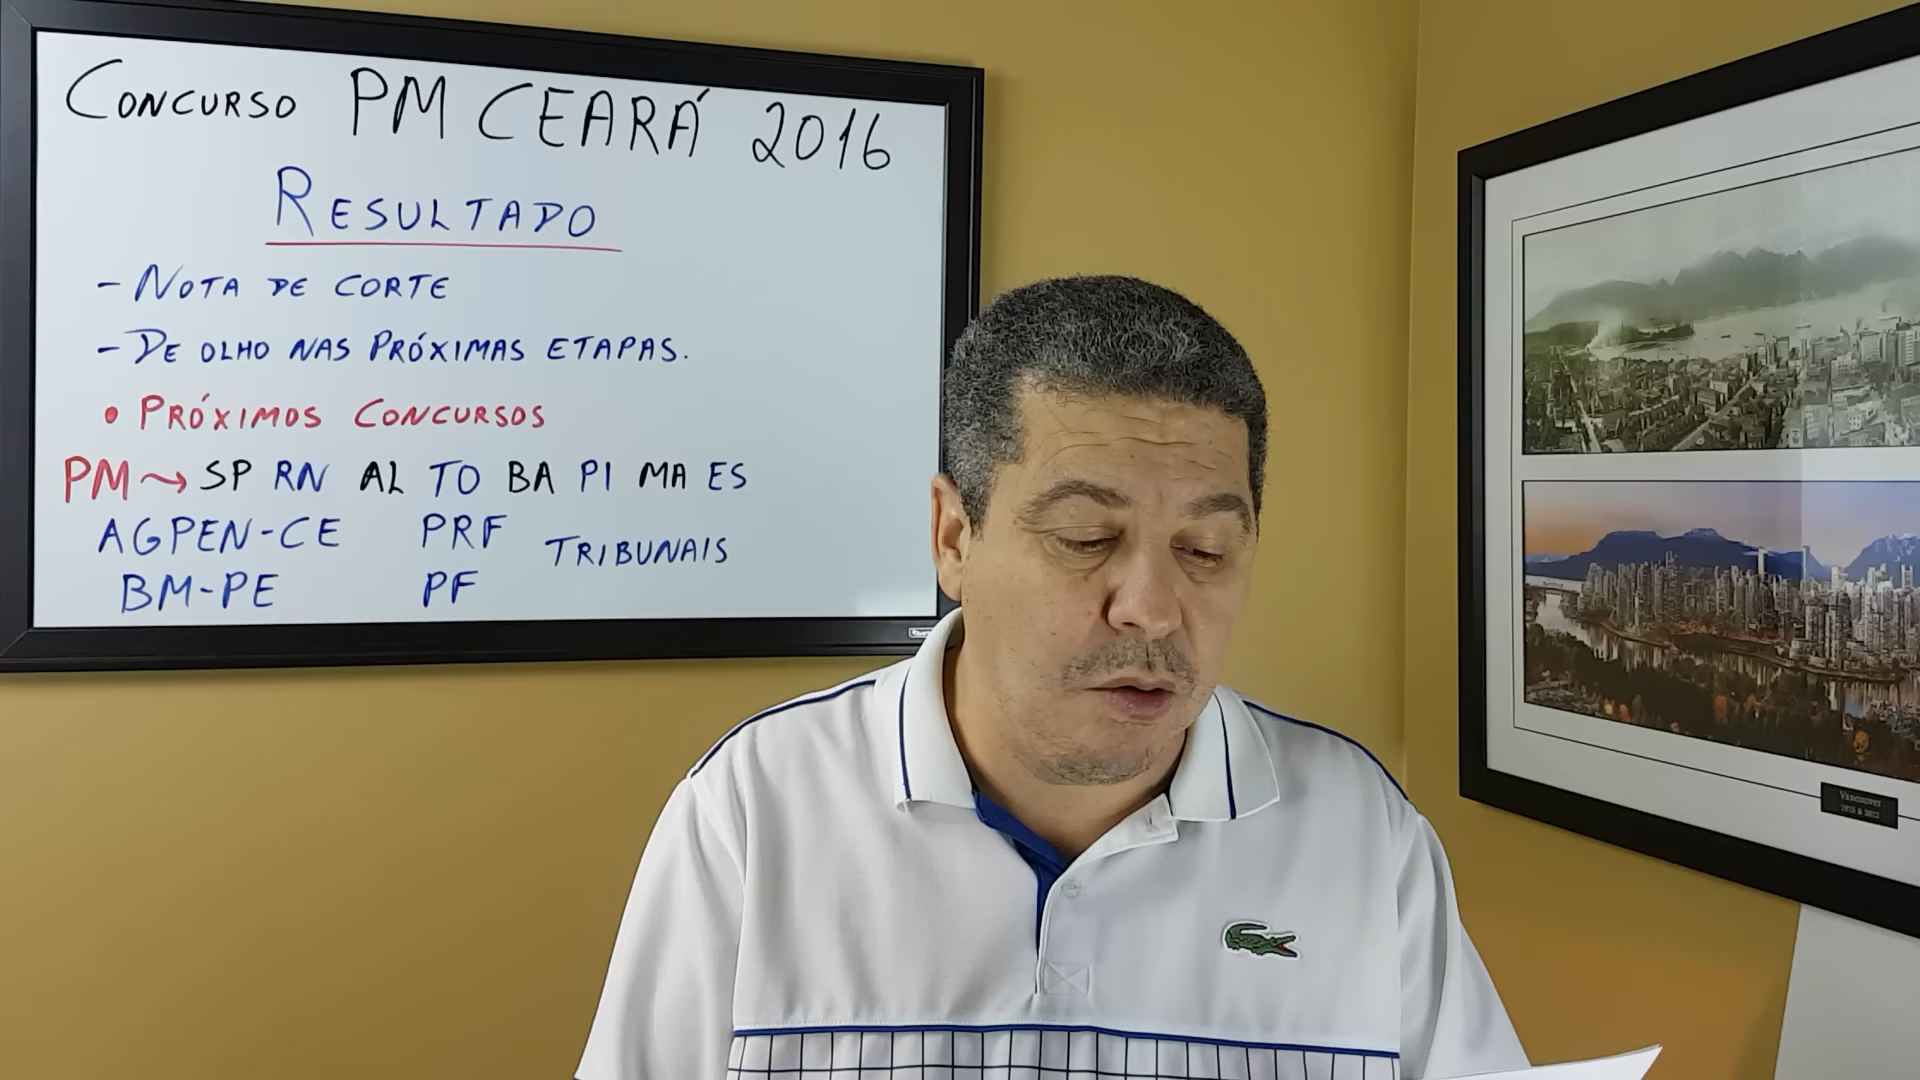 CONCURSO PM CEARÁ 2016
RESULTADO
- NOTA DE CORTE
- DE OLHO NAS PRÓXIMAS ETAPAS.
• PRÓXIMOS CONCURSOS
PM → SP RN AL TO BA PI MA ES
AGPEN-CE PRF TRIBUNAIS
BM-PE PF
Vancouver